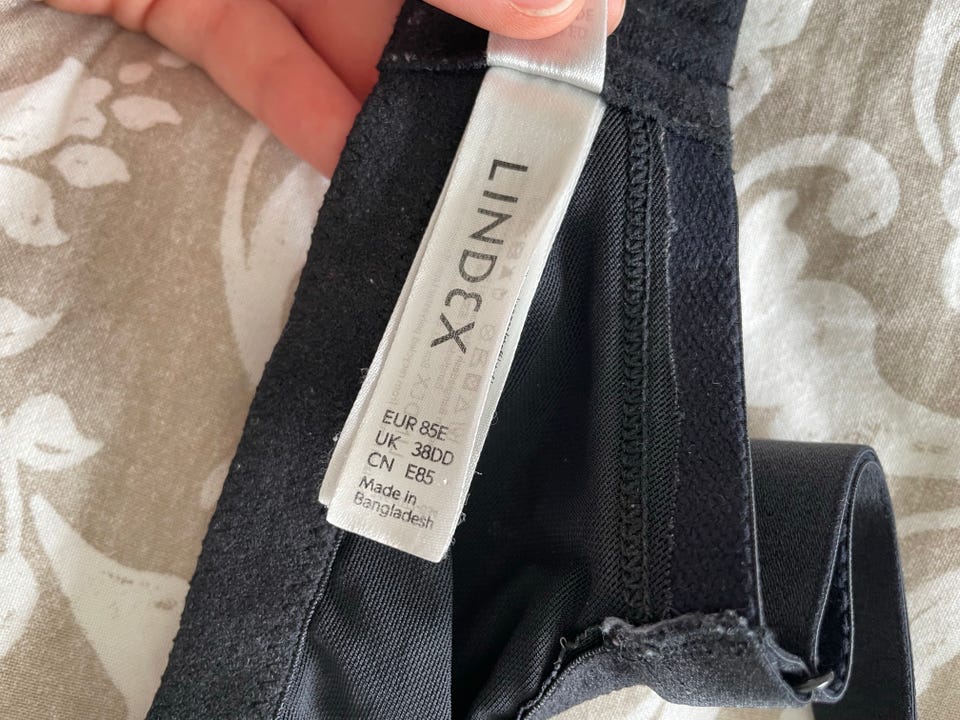 LINDEX
EUR 85E
UK 38DD
CN E85
Made in
Bangladesh